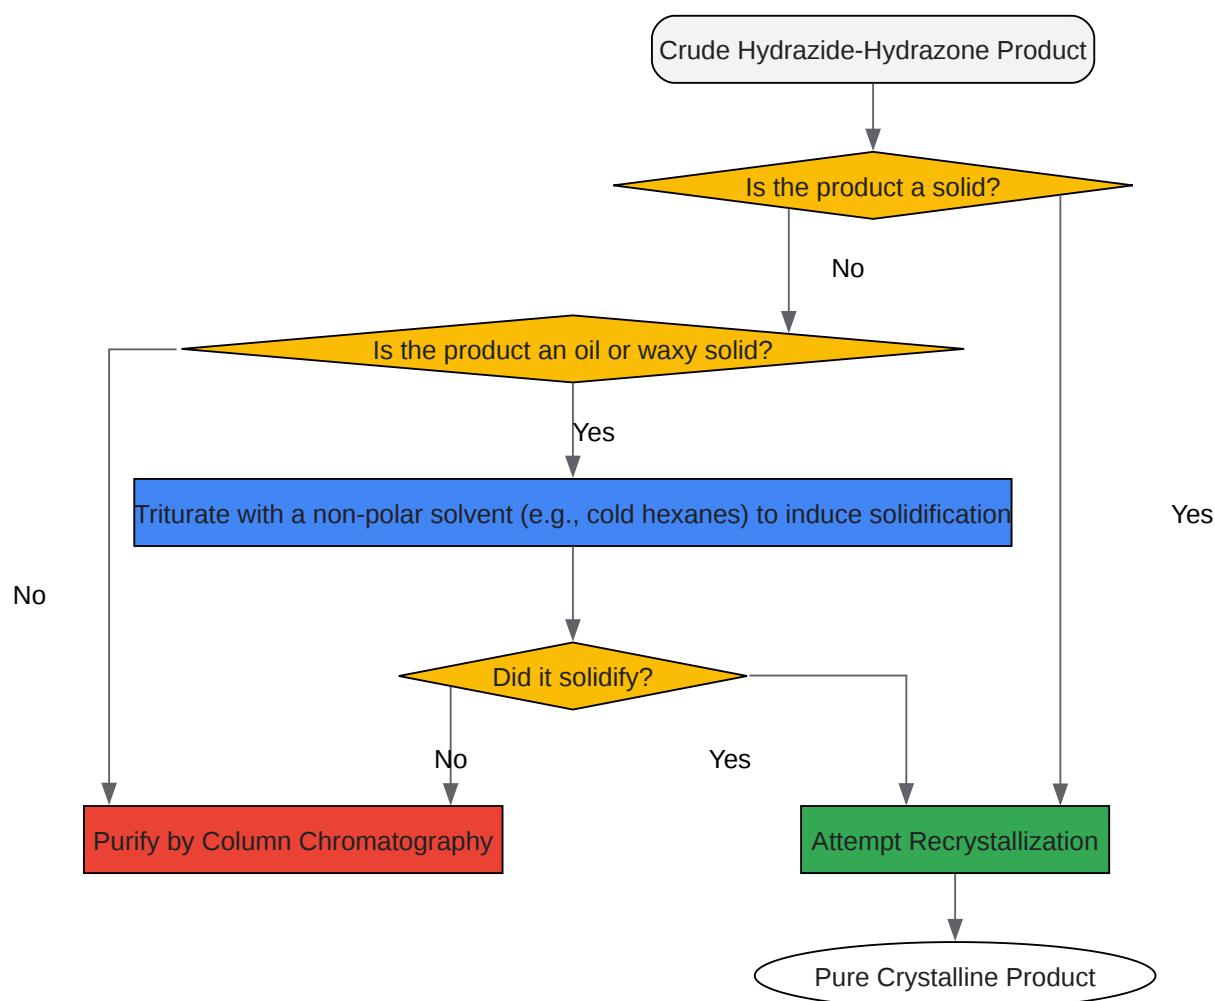 Crude Hydrazide-Hydrazone Product
Is the product a solid?
No
Is the product an oil or waxy solid?
Yes
Triturate with a non-polar solvent (e.g., cold hexanes) to induce solidification
Yes
No
Did it solidify?
No
Yes
Purify by Column Chromatography
Attempt Recrystallization
Pure Crystalline Product